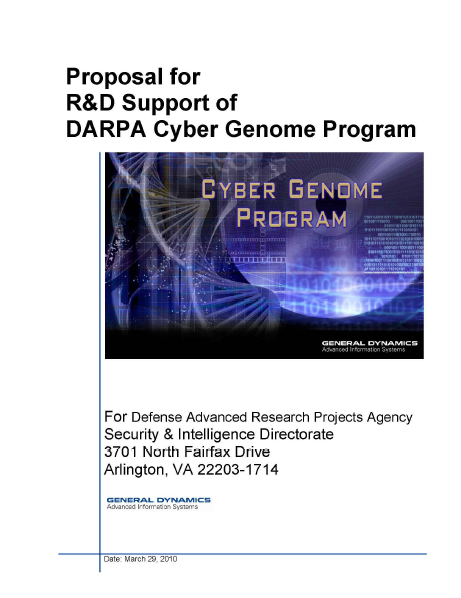 Proposal for
R&D Support of
DARPA Cyber Genome Program
CYBER GENOME
PROGRAM
GENERAL DYNAMICS
Advanced Information Systems
For Defense Advanced Research Projects Agency
Security & Intelligence Directorate
3701 North Fairfax Drive
Arlington, VA 22203-1714
GENERAL DYNAMICS
Advanced Information Systems
Date: March 29, 2010